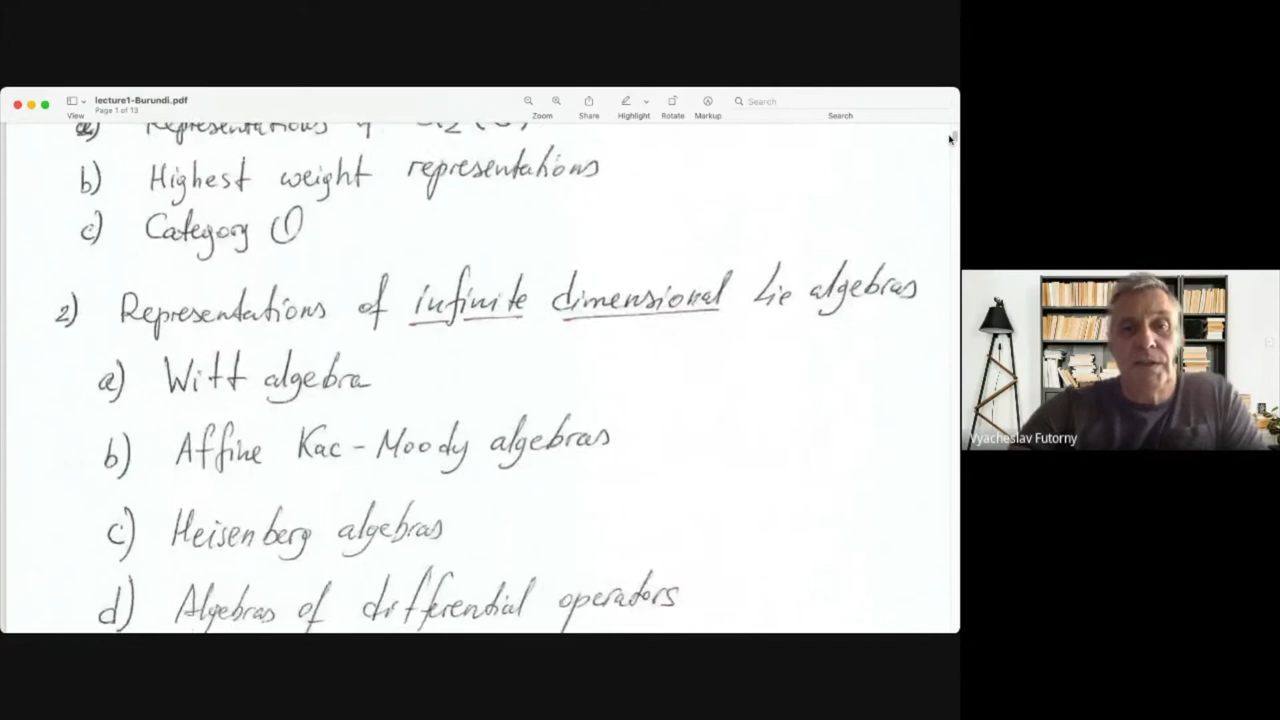 lecture1-Burundi.pdf
Page 1 of 13
View
Zoom
Share
Highlight
Rotate
Markup
Search
Search
a) Representations of
b) Highest weight representations
c) Category O
2) Representations of infinite dimensional Lie algebras
a) Witt algebra
b) Affine Kac-Moody algebras
c) Heisenberg algebras
d) Algebras of differential operators
Vyacheslav Futorny